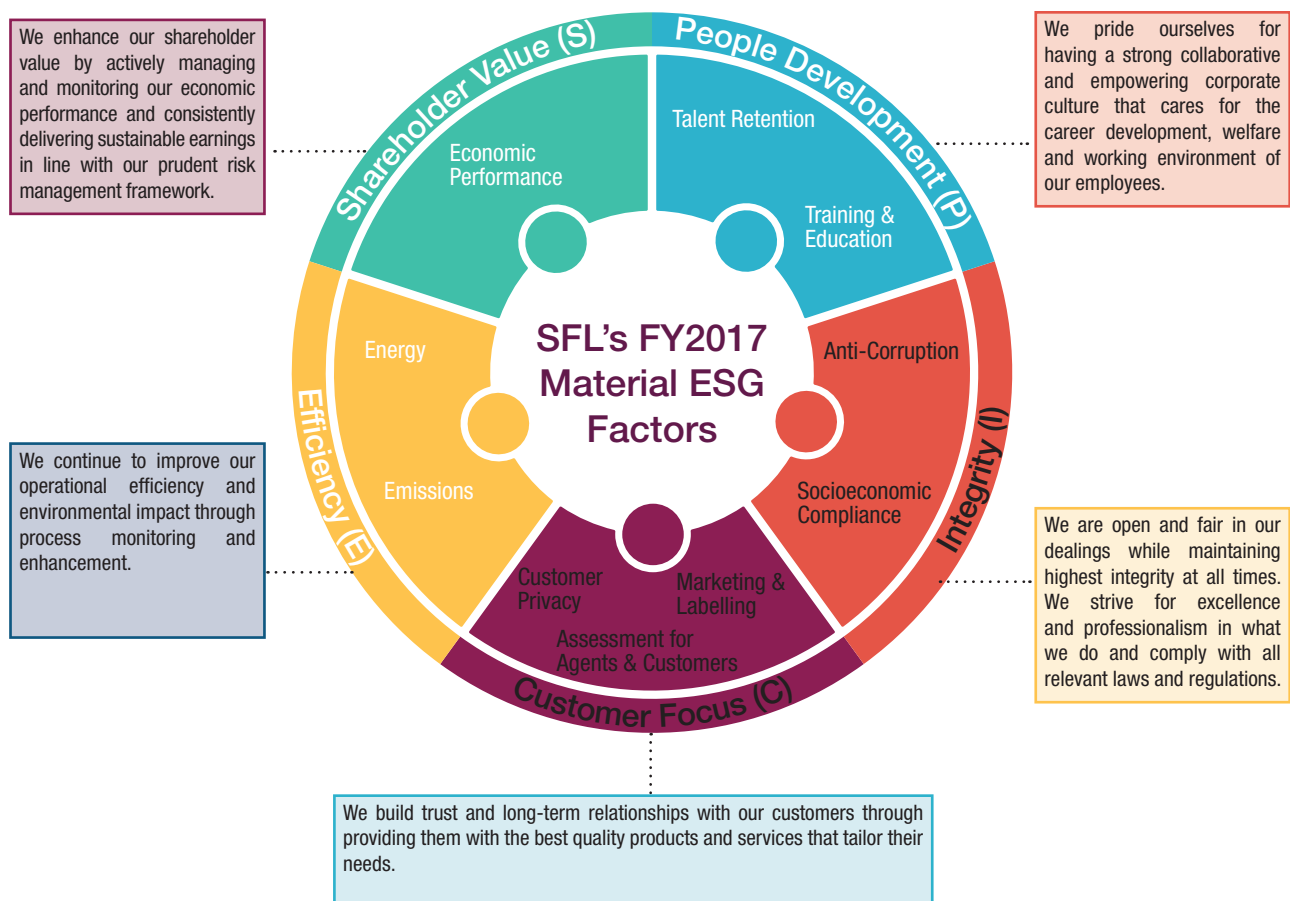 We enhance our shareholder
value by actively managing
and monitoring our economic
performance and consistently
delivering sustainable earnings
in line with our prudent risk
management framework.
Shareholder Value (S)
Economic
Performance
People Development (P)
Talent Retention
Training &
Education
We pride ourselves for
having a strong collaborative
and empowering corporate
culture that cares for the
career development, welfare
and working environment of
our employees.
SFL's FY2017
Material ESG
Factors
Efficiency (E)
Energy
Emissions
We continue to improve our
operational efficiency and
environmental impact through
process monitoring and
enhancement.
Integrity (I)
Anti-Corruption
Socioeconomic
Compliance
We are open and fair in our
dealings while maintaining
highest integrity at all times.
We strive for excellence
and professionalism in what
we do and comply with all
relevant laws and regulations.
Customer
Privacy
Marketing &
Labelling
Assessment for
Agents & Customers
Customer Focus (C)
We build trust and long-term relationships with our customers through
providing them with the best quality products and services that tailor their
needs.